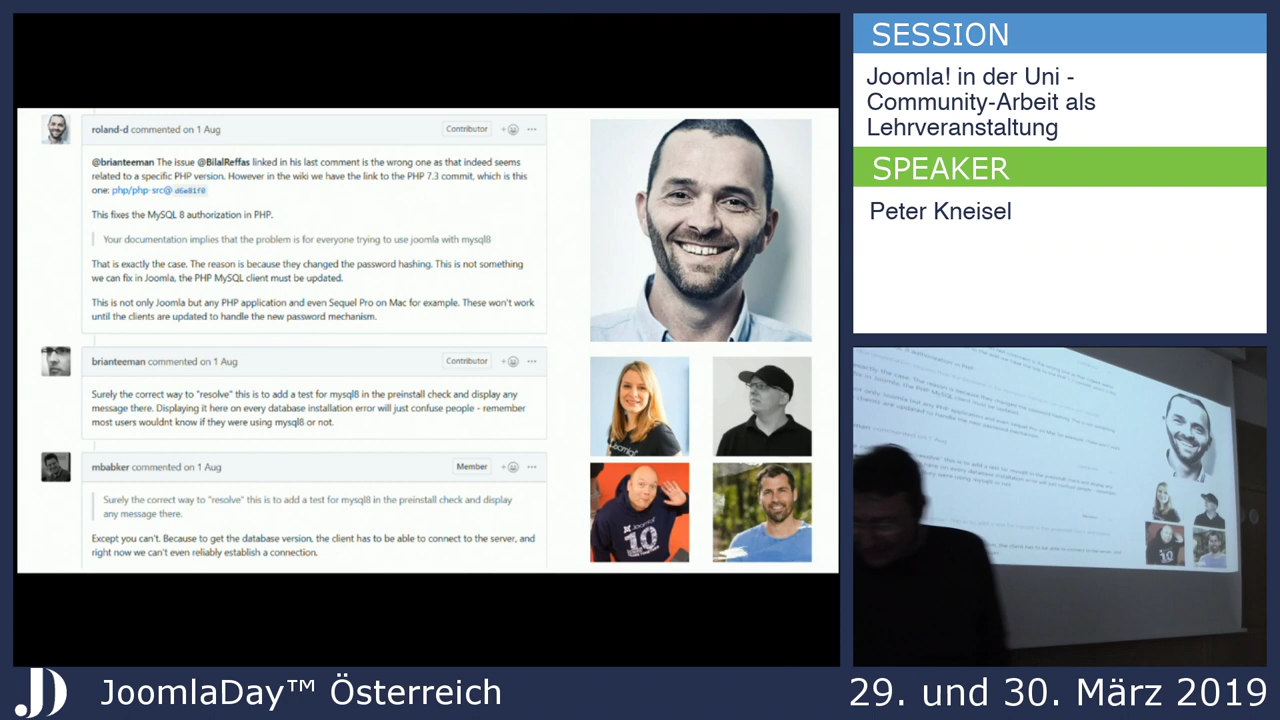 roland-d commented on 1 Aug
Contributor
@brianteeman The issue @BilalReffas linked in his last comment is the wrong one as that indeed seems
related to a specific PHP version. However in the wiki we have the link to the PHP 7.3 commit, which is this
one: php/php-src@d6e81f0
This fixes the MySQL 8 authorization in PHP.
Your documentation implies that the problem is for everyone trying to use joomla with mysql8
That is exactly the case. The reason is because they changed the password hashing. This is not something
we can fix in Joomla, the PHP MySQL client must be updated.
This is not only Joomla but any PHP application and even Sequel Pro on Mac for example. These won't work
until the clients are updated to handle the new password mechanism.
brianteeman commented on 1 Aug
Contributor
Surely the correct way to "resolve" this is to add a test for mysql8 in the preinstall check and display any
message there. Displaying it here on every database installation error will just confuse people - remember
most users wouldnt know if they were using mysql8 or not.
mbabker commented on 1 Aug
Member
Surely the correct way to "resolve" this is to add a test for mysql8 in the preinstall check and display
any message there.
Except you can't. Because to get the database version, the client has to be able to connect to the server, and
right now we can't even reliably establish a connection.
Joomla!
10
SESSION
Joomla! in der Uni -
Community-Arbeit als
Lehrveranstaltung
SPEAKER
Peter Kneisel
JD
JoomlaDay™ Österreich
29. und 30. März 2019